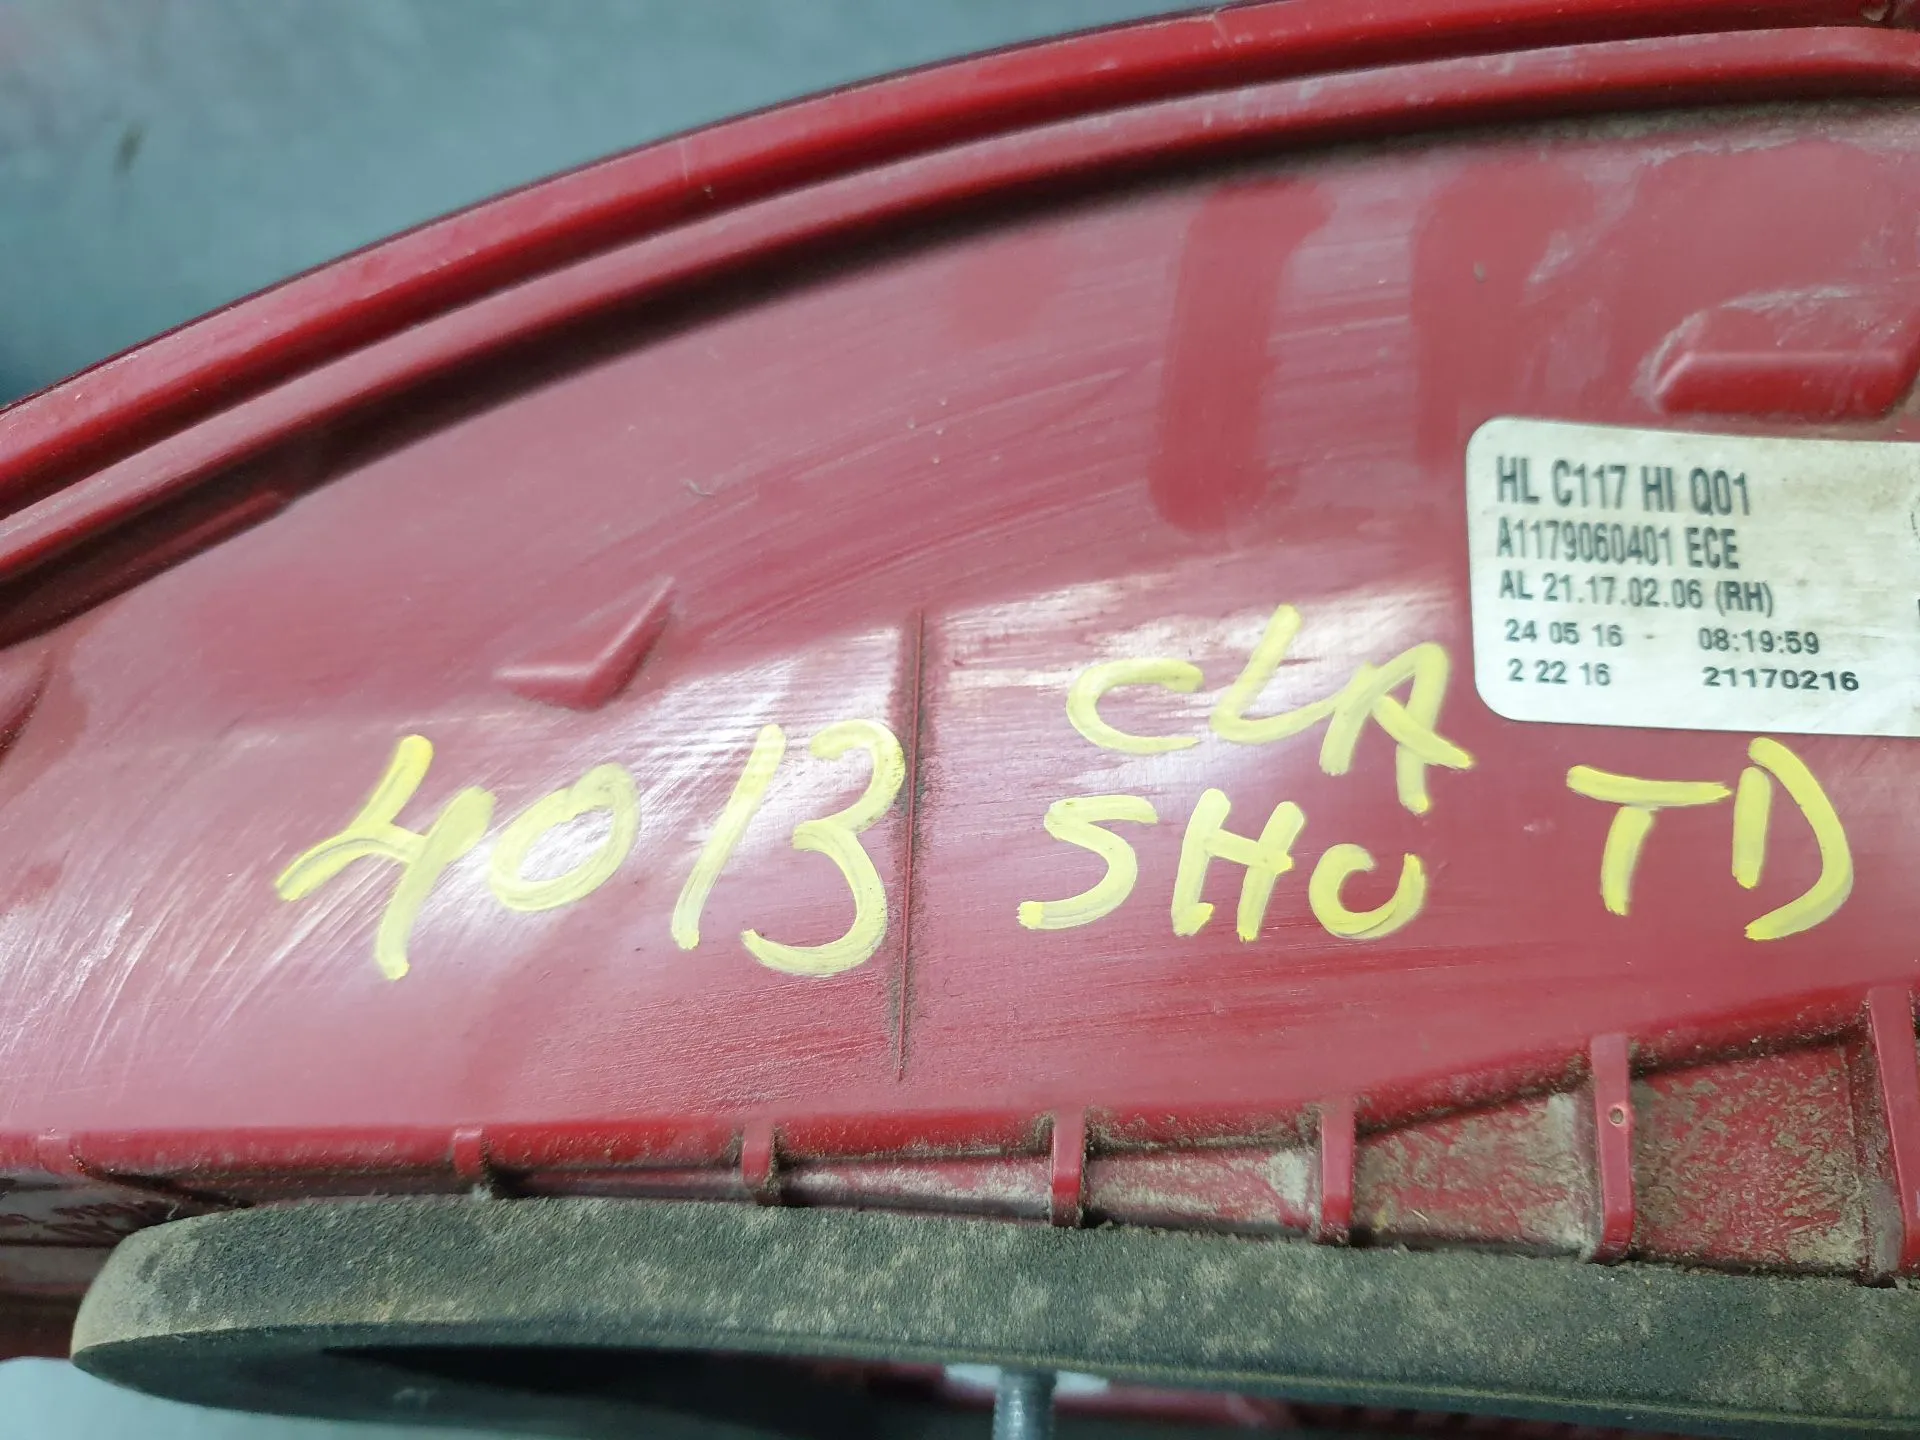 HL C117 HI Q01
A1179060401 ECE
AL 21.17.02.06 (RH)
24 05 16 - 08:19:59
2 22 16 21170216
4013
CLA
SHO TD